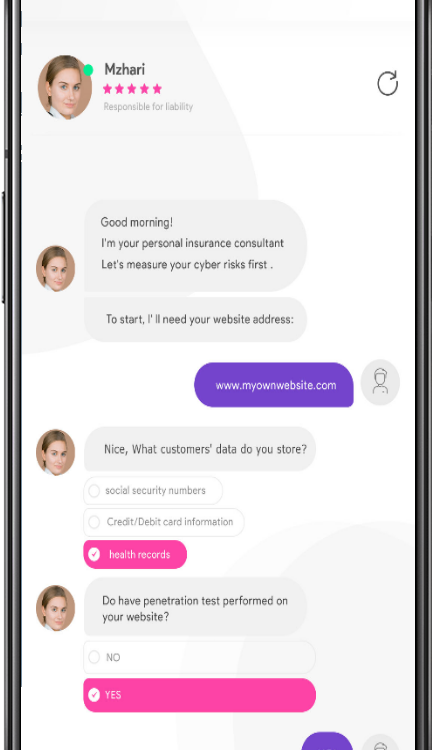 Mzhari
Responsible for liability
Good morning!
I'm your personal insurance consultant
Let's measure your cyber risks first .
To start, I' ll need your website address:
www.myownwebsite.com
Nice, What customers' data do you store?
social security numbers
Credit/Debit card information
health records
Do have penetration test performed on
your website?
NO
YES